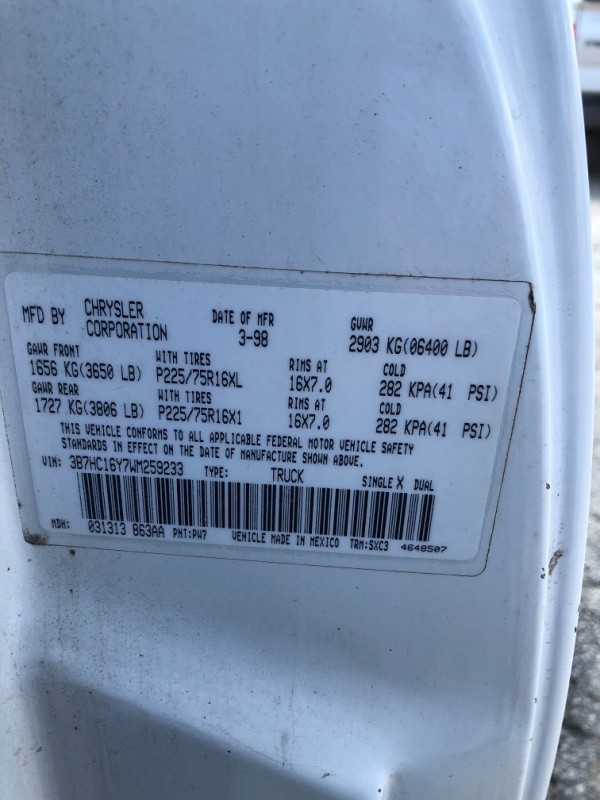 MFD BY CHRYSLER CORPORATION DATE OF MFR 3-98 GVWR 2903 KG(06400 LB)
GAWR FRONT WITH TIRES RIMS AT COLD
1656 KG(3650 LB) P225/75R16XL 16X7.0 282 KPA(41 PSI)
GAWR REAR WITH TIRES RIMS AT COLD
1727 KG(3806 LB) P225/75R16X1 16X7.0 282 KPA(41 PSI)
THIS VEHICLE CONFORMS TO ALL APPLICABLE FEDERAL MOTOR VEHICLE SAFETY
STANDARDS IN EFFECT ON THE DATE OF MANUFACTURE SHOWN ABOVE.
VIN: 3B7HC16Y7WM259233 TYPE: TRUCK SINGLE X DUAL
MDH: 031313 863AA PNT:PW7 VEHICLE MADE IN MEXICO TRM:SXC3 4648507